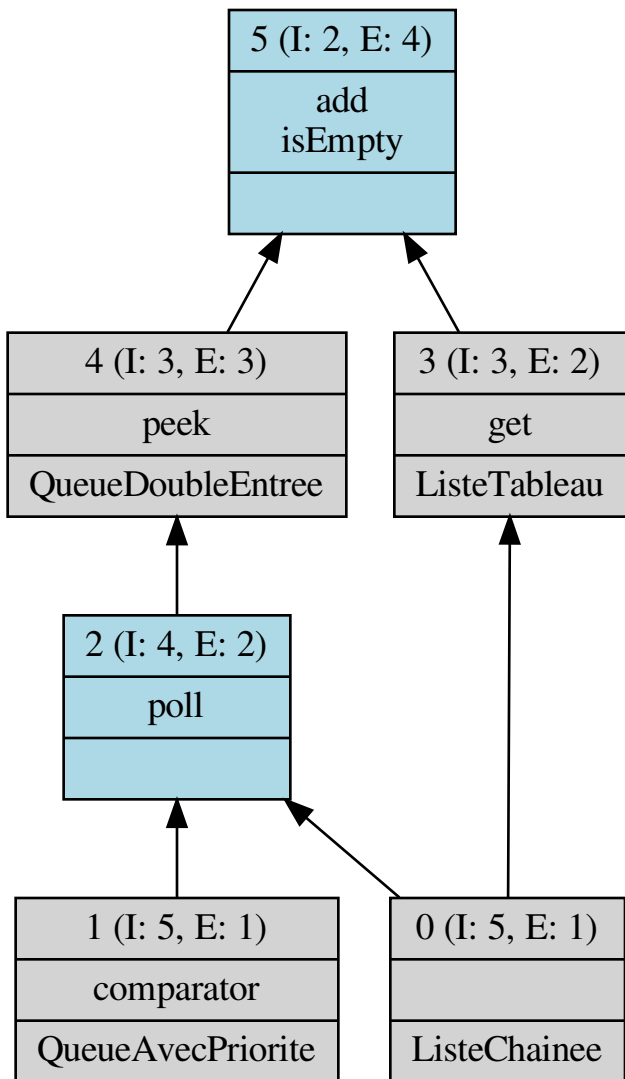 5 (I: 2, E: 4)
add
isEmpty
4 (I: 3, E: 3)
peek
QueueDoubleEntree
3 (I: 3, E: 2)
get
ListeTableau
2 (I: 4, E: 2)
poll
1 (I: 5, E: 1)
comparator
QueueAvecPriorite
0 (I: 5, E: 1)
ListeChainee